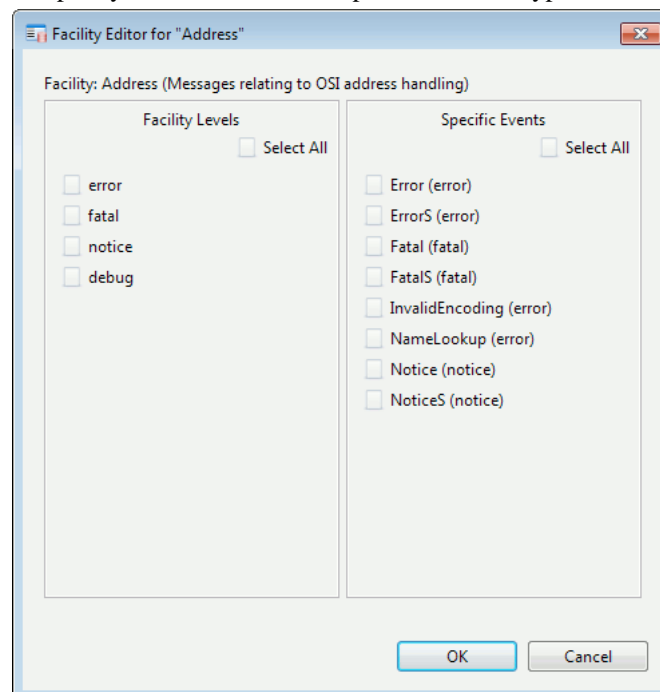 Facility Editor for "Address"
Facility: Address (Messages relating to OSI address handling)
Facility Levels
Select All
error
fatal
notice
debug
Specific Events
Select All
Error (error)
ErrorS (error)
Fatal (fatal)
FatalS (fatal)
InvalidEncoding (error)
NameLookup (error)
Notice (notice)
NoticeS (notice)
OK
Cancel